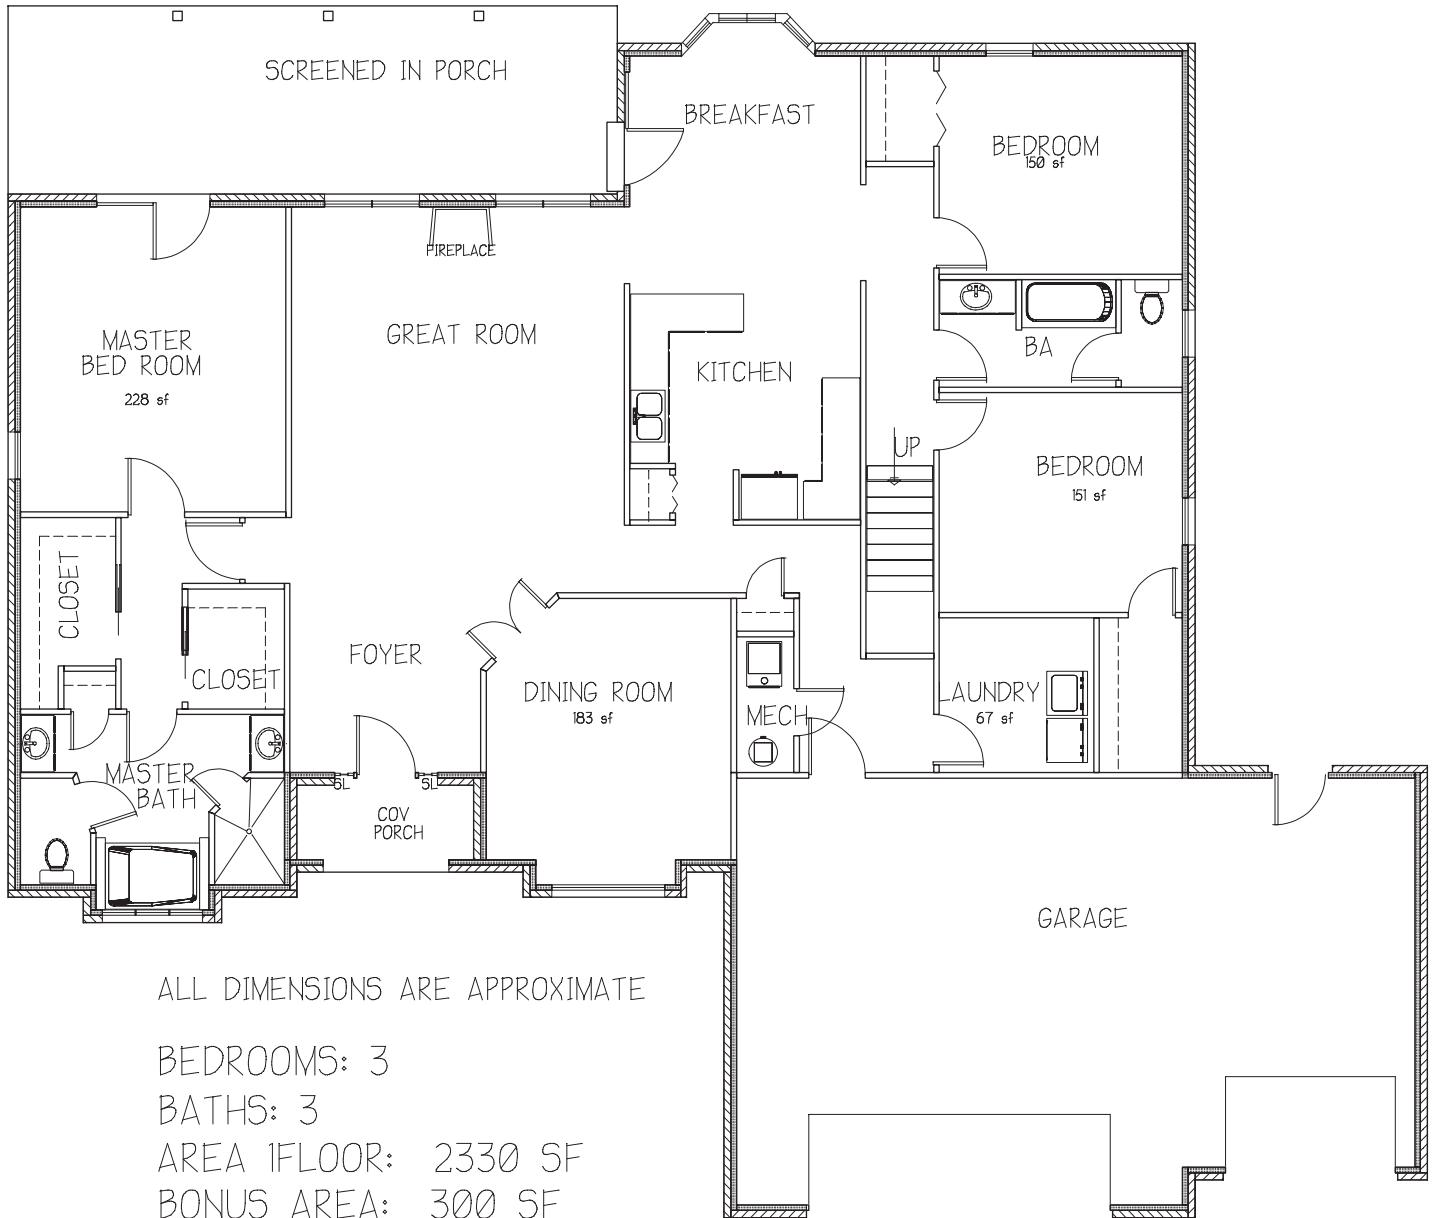 SCREENED IN PORCH
BREAKFAST
BEDROOM
150 sf
FIREPLACE
MASTER
BED ROOM
228 sf
GREAT ROOM
KITCHEN
BA
UP
BEDROOM
151 sf
CLOSET
CLOSET
FOYER
DINING ROOM
183 sf
MECH
LAUNDRY
67 sf
MASTER
BATH
SL
SL
COV
PORCH
GARAGE
ALL DIMENSIONS ARE APPROXIMATE
BEDROOMS: 3
BATHS: 3
AREA 1FLOOR: 2330 SF
BONUS AREA: 300 SF